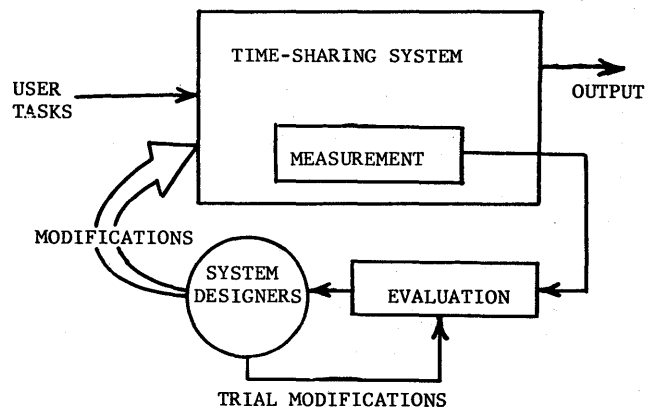 TIME-SHARING SYSTEM
USER
TASKS
OUTPUT
MEASUREMENT
MODIFICATIONS
SYSTEM
DESIGNERS
EVALUATION
TRIAL MODIFICATIONS